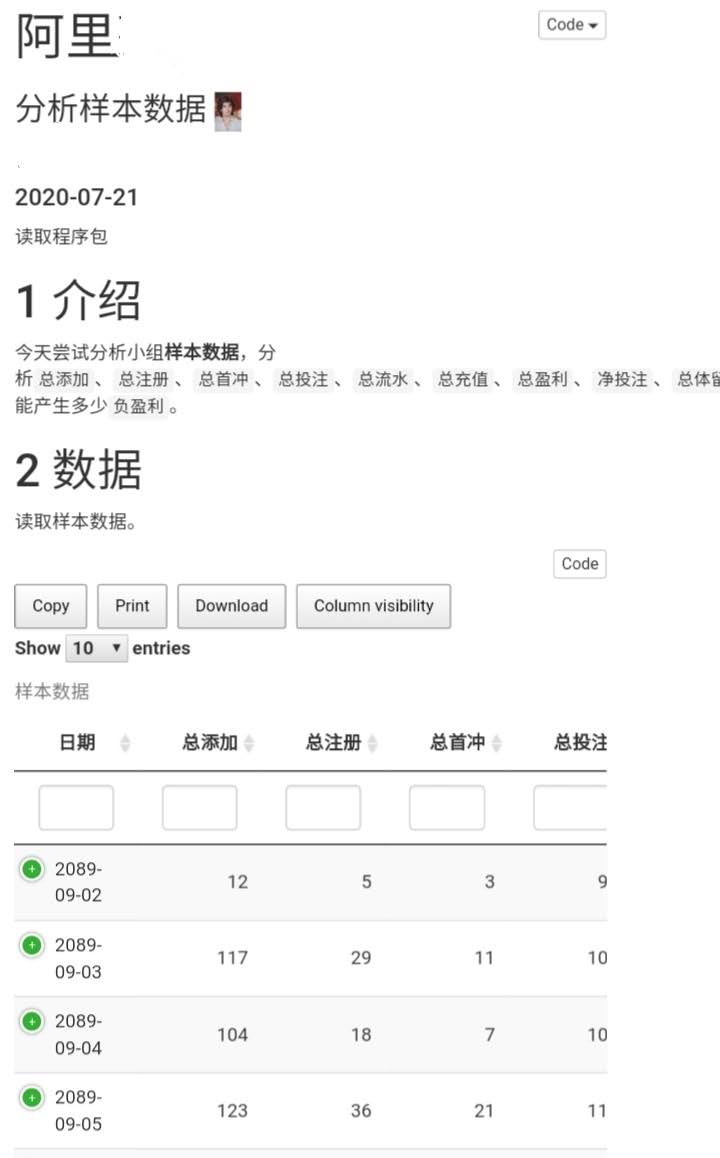 阿里
Code
分析样本数据
2020-07-21
读取程序包
1 介绍
今天尝试分析小组样本数据，分
析 总添加 、 总注册 、 总首冲 、 总投注 、 总流水 、 总充值 、 总盈利 、 净投注 、 总体留
能产生多少 负盈利 。
2 数据
读取样本数据。
Code
Copy Print Download Column visibility
Show 10 entries
样本数据
日期 总添加 总注册 总首冲 总投注
2089-
09-02 12 5 3 9
2089-
09-03 117 29 11 10
2089-
09-04 104 18 7 10
2089-
09-05 123 36 21 11